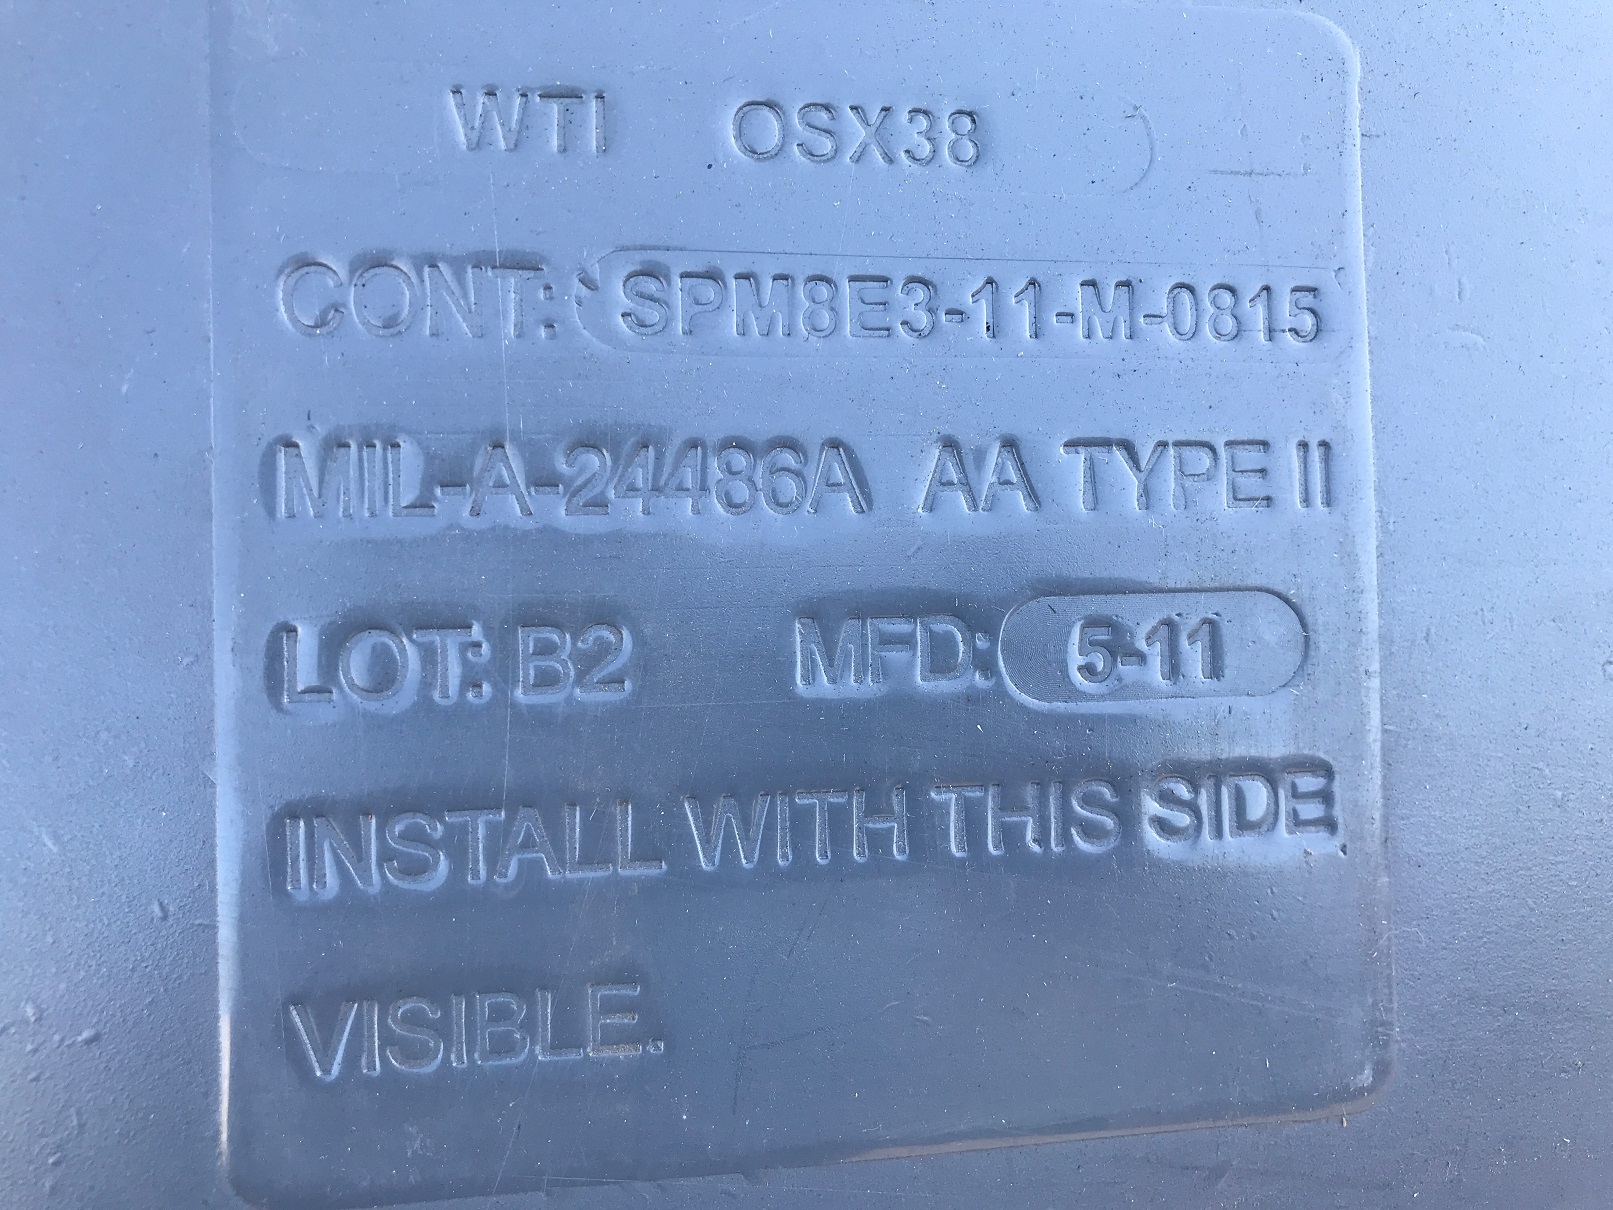 WTI OSX38
CONT: SPM8E3-11-M-0815
MIL-A-24486A AA TYPE II
LOT: B2 MFD: 5-11
INSTALL WITH THIS SIDE
VISIBLE.